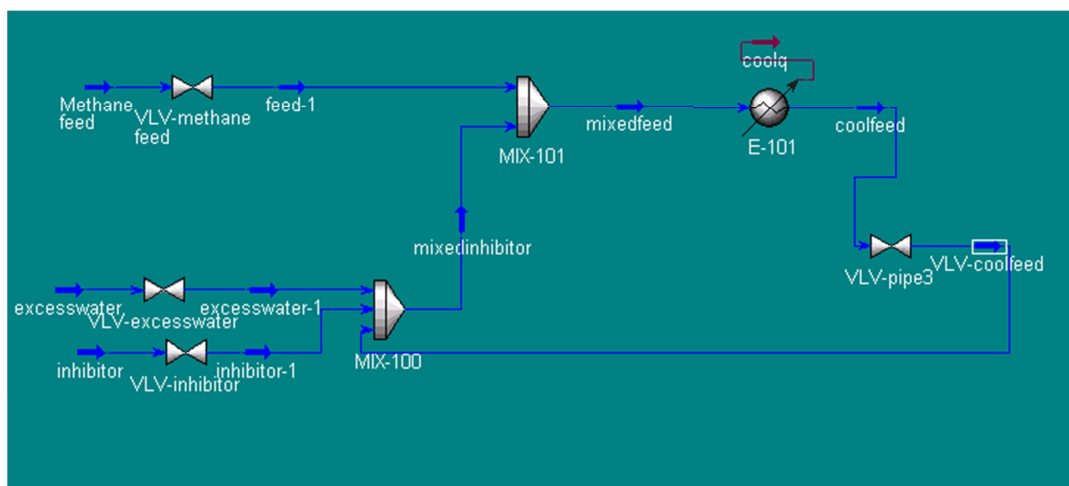 coolq
Methane
feed
VLV-methane
feed
feed-1
MIX-101
mixedfeed
E-101
coolfeed
mixedinhibitor
VLV-pipe3
VLV-coolfeed
excesswater
VLV-excesswater
excesswater-1
inhibitor
VLV-inhibitor
inhibitor-1
MIX-100